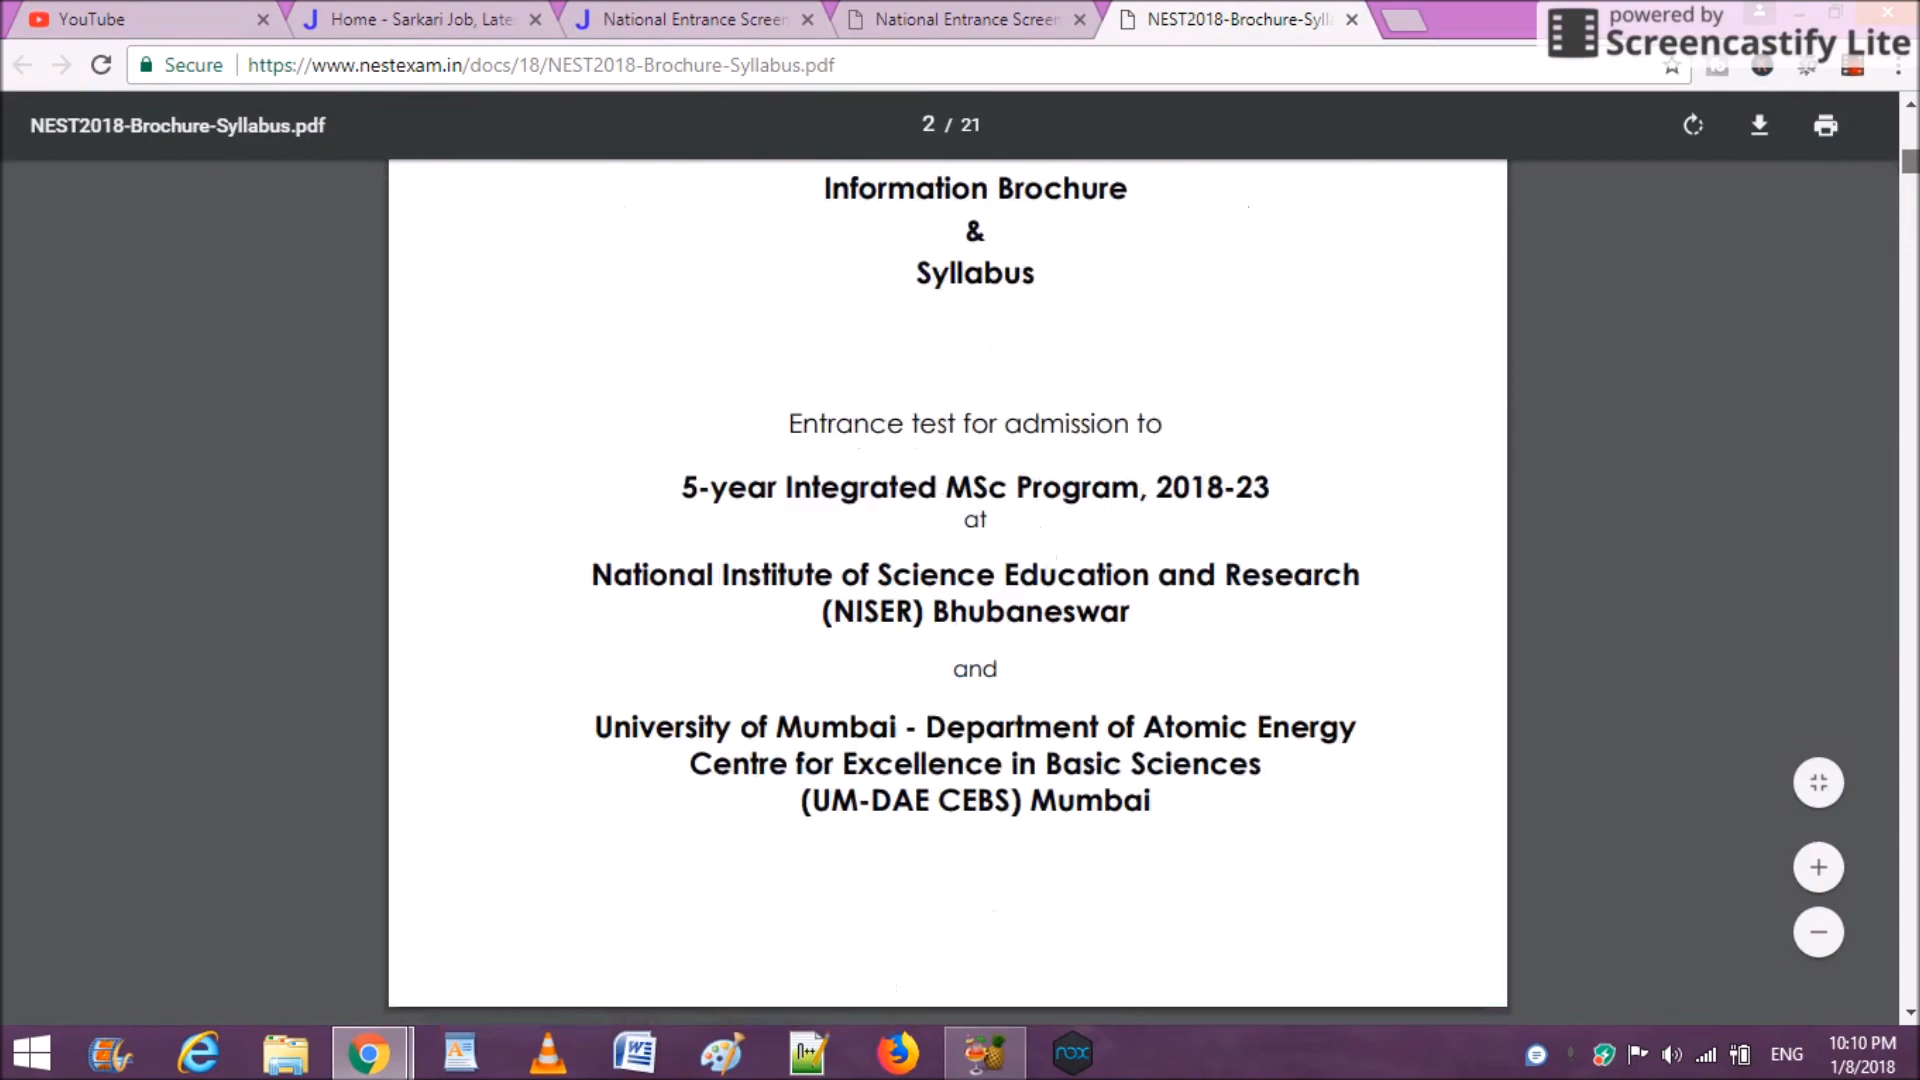 YouTube
Home - Sarkari Job, Late
National Entrance Screen
National Entrance Screen
NEST2018-Brochure-Sylla
powered by
Screencastify Lite
Secure
https://www.nestexam.in/docs/18/NEST2018-Brochure-Syllabus.pdf
NEST2018-Brochure-Syllabus.pdf
2 / 21
Information Brochure
&
Syllabus
Entrance test for admission to
5-year Integrated MSc Program, 2018-23
at
National Institute of Science Education and Research
(NISER) Bhubaneswar
and
University of Mumbai - Department of Atomic Energy
Centre for Excellence in Basic Sciences
(UM-DAE CEBS) Mumbai
nox
ENG
10:10 PM
1/8/2018